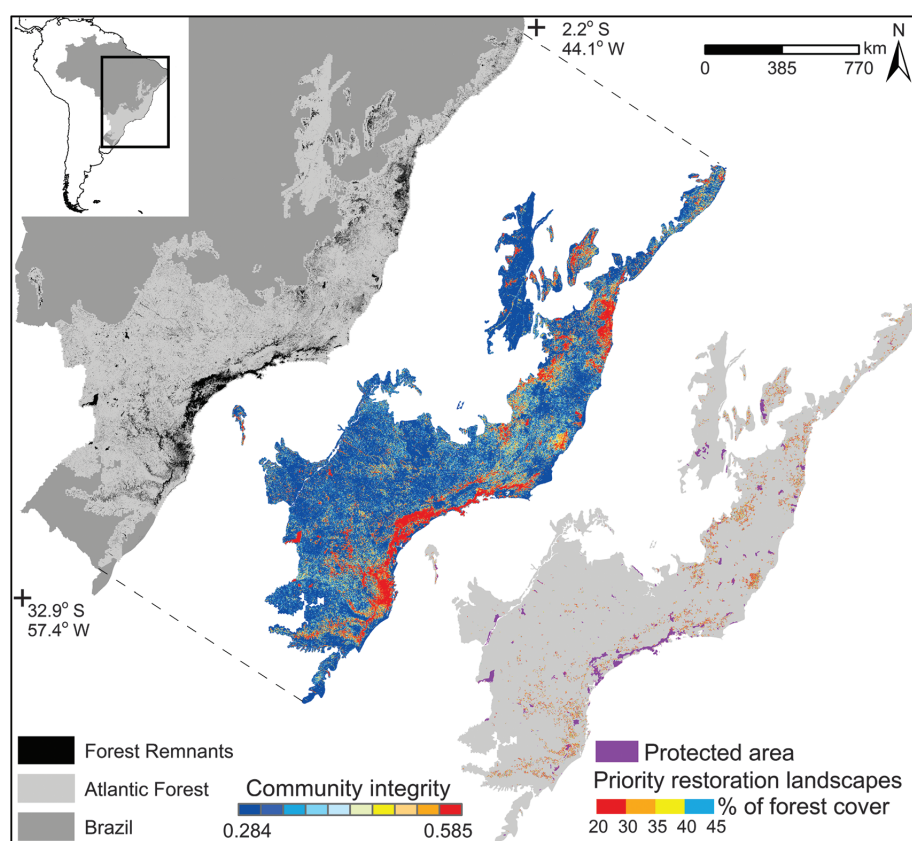 2.2° S
44.1° W
N
km
0 385 770
32.9° S
57.4° W
Forest Remnants
Atlantic Forest
Brazil
Community integrity
0.284 0.585
Protected area
Priority restoration landscapes
% of forest cover
20 30 35 40 45